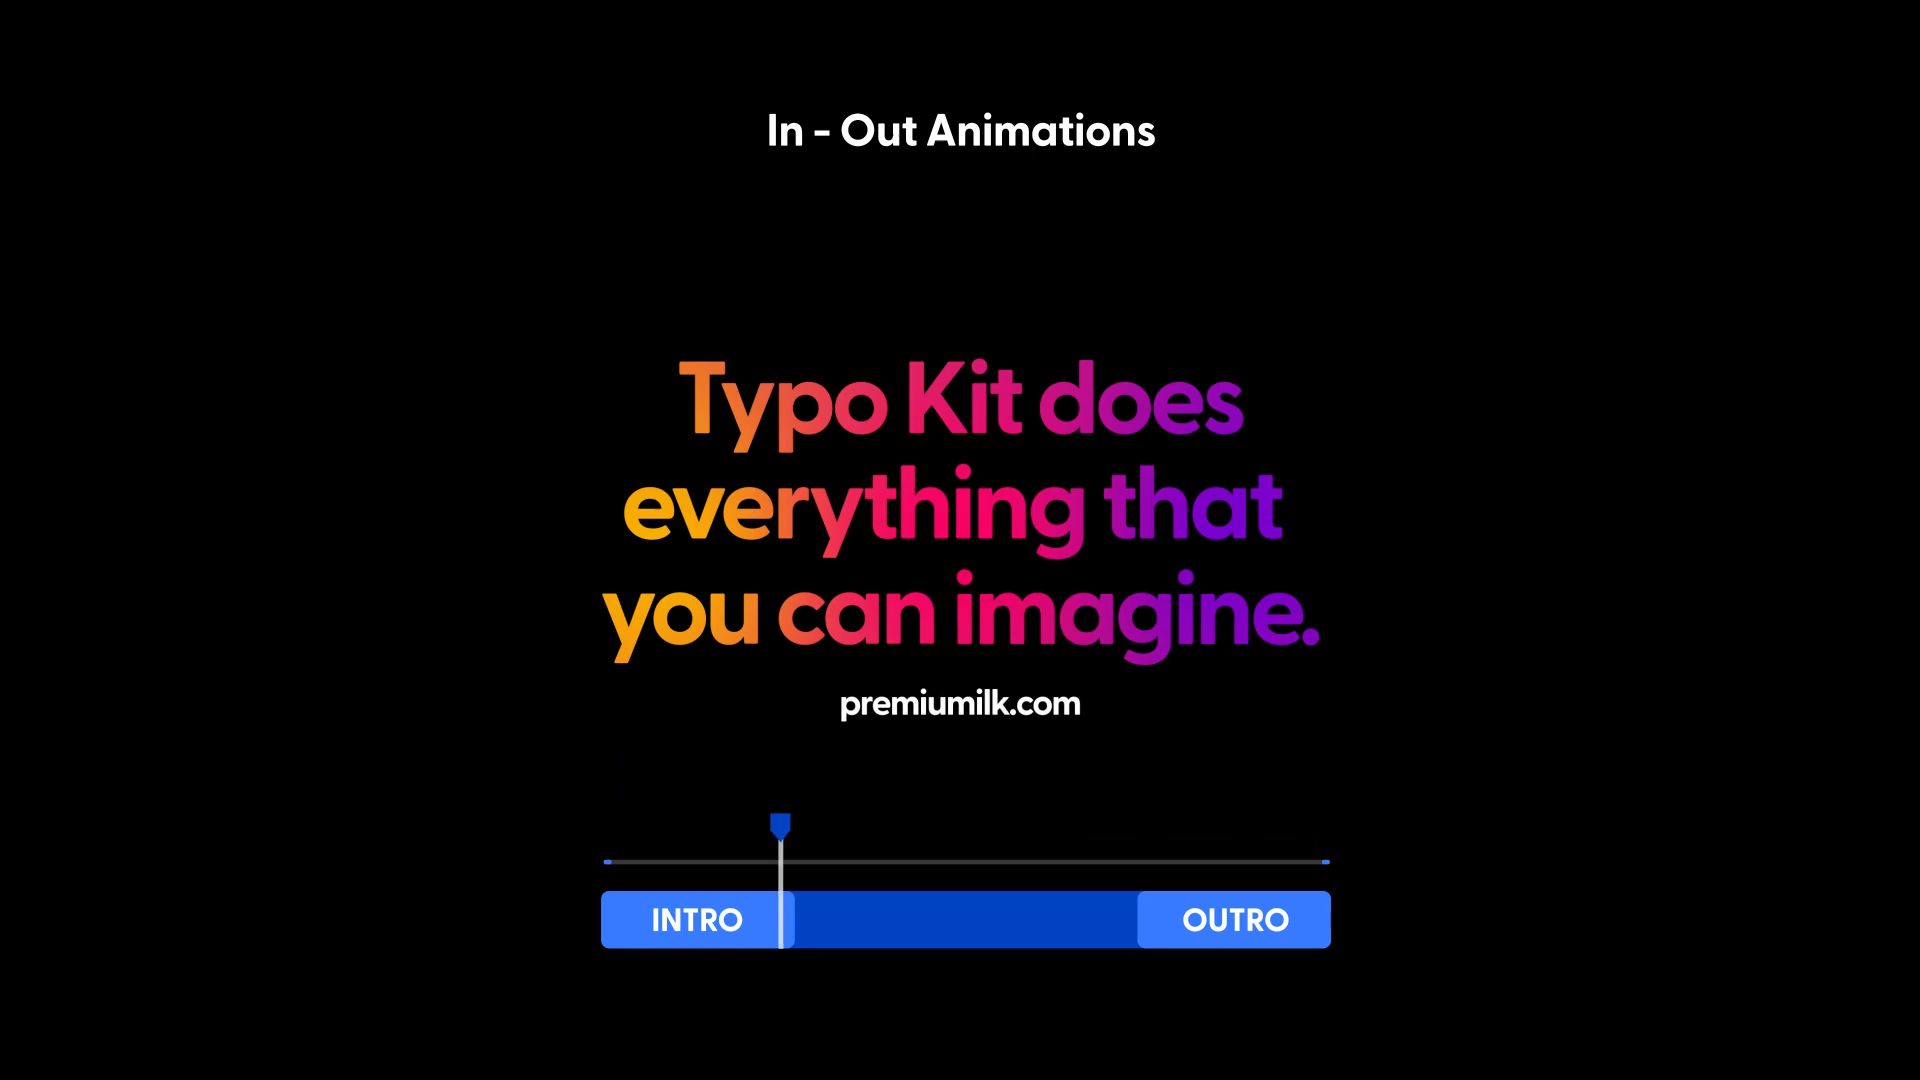 In - Out Animations
Typo Kit does
everything that
you can imagine.
premiumilk.com
INTRO
OUTRO